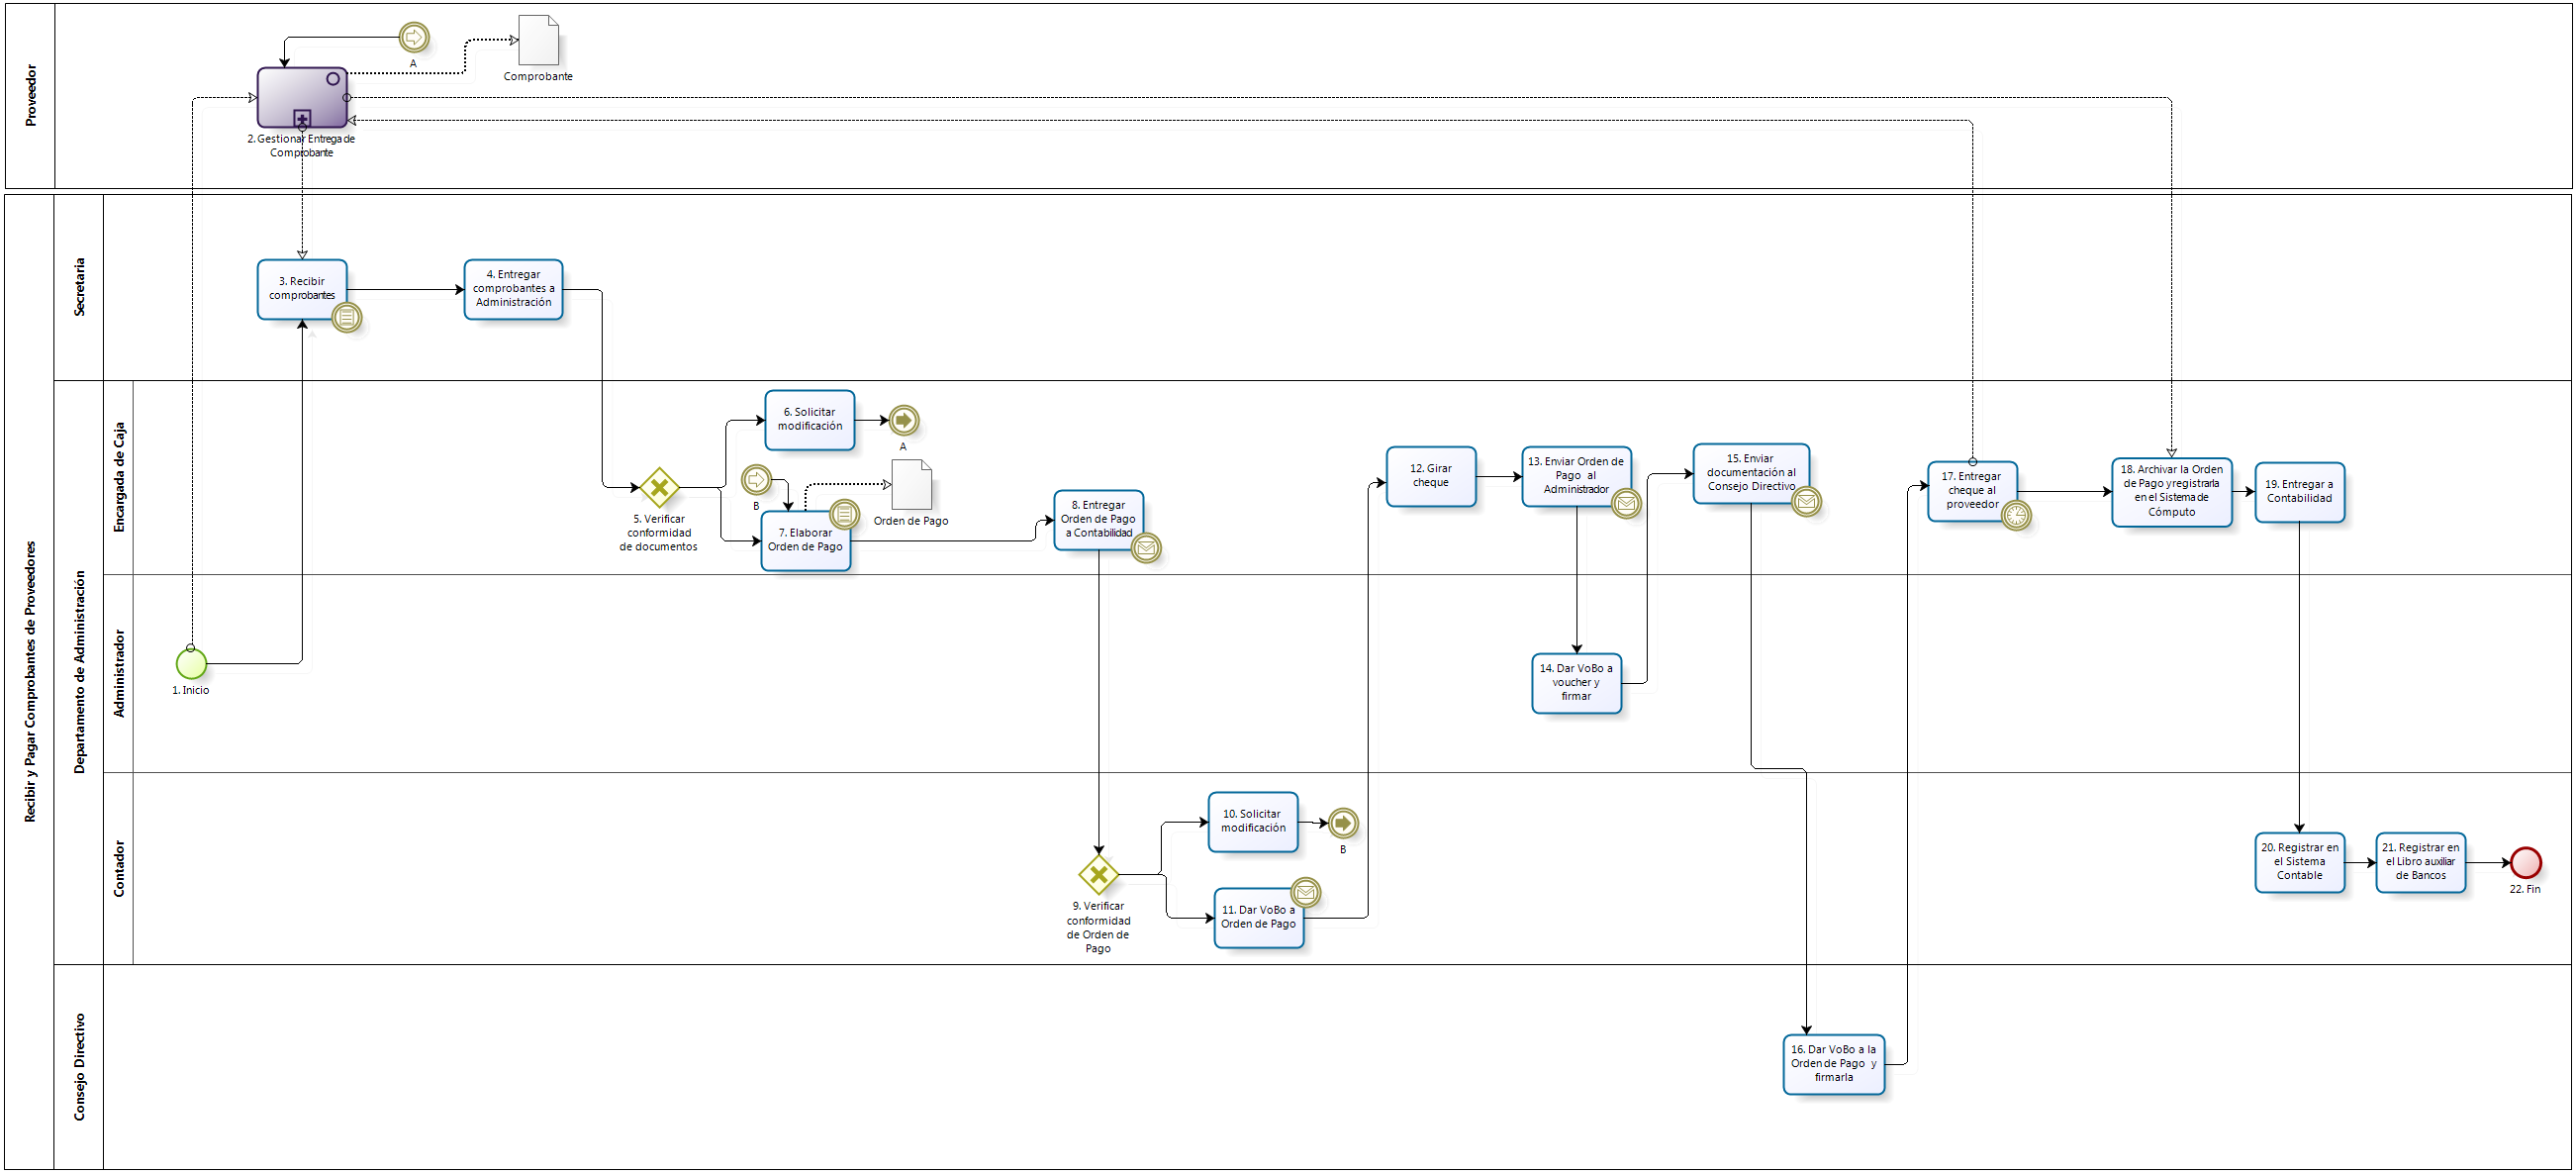 Proveedor
A
Comprobante
2. Gestionar Entrega de
Comprobante
Recibir y Pagar Comprobantes de Proveedores
Secretaria
3. Recibir
comprobantes
4. Entregar
comprobantes a
Administración
Departamento de Administración
Encargada de Caja
6. Solicitar
modificación
A
5. Verificar
conformidad
de documentos
B
7. Elaborar
Orden de Pago
Orden de Pago
8. Entregar
Orden de Pago
a Contabilidad
12. Girar
cheque
13. Enviar Orden de
Pago al
Administrador
15. Enviar
documentación al
Consejo Directivo
17. Entregar
cheque al
proveedor
18. Archivar la Orden
de Pago y registrarla
en el Sistema de
Cómputo
19. Entregar a
Contabilidad
Administrador
1. Inicio
14. Dar VoBo a
voucher y
firmar
Contador
9. Verificar
conformidad
de Orden de
Pago
10. Solicitar
modificación
B
11. Dar VoBo a
Orden de Pago
20. Registrar en
el Sistema
Contable
21. Registrar en
el Libro auxiliar
de Bancos
22. Fin
Consejo Directivo
16. Dar VoBo a la
Orden de Pago y
firmarla